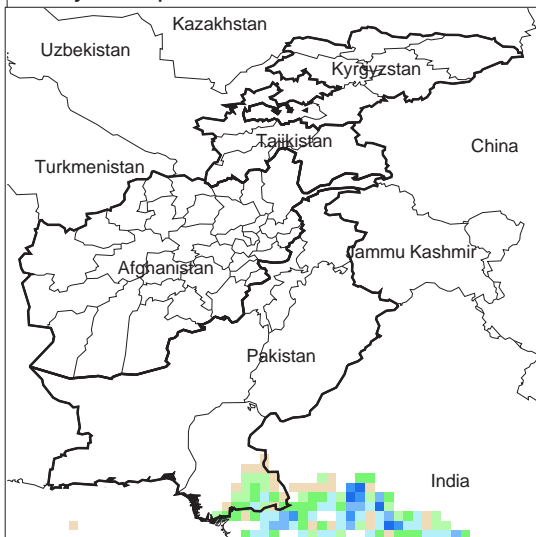 Kazakhstan
Uzbekistan
Kyrgyzstan
Tajikistan
China
Turkmenistan
Jammu Kashmir
Afghanistan
Pakistan
India